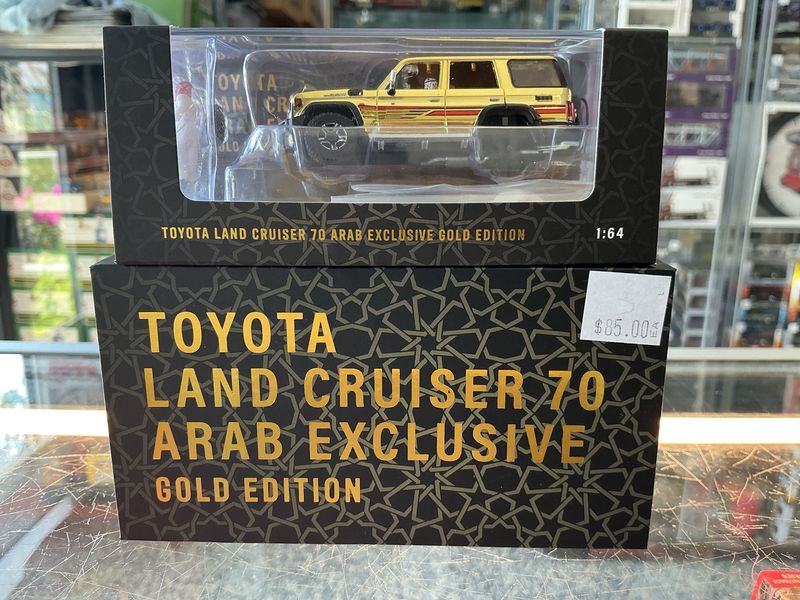 TOYOTA LAND CRUISER 70 ARAB EXCLUSIVE GOLD EDITION
1:64
$85.00 EA
TOYOTA
LAND CRUISER 70
ARAB EXCLUSIVE
GOLD EDITION